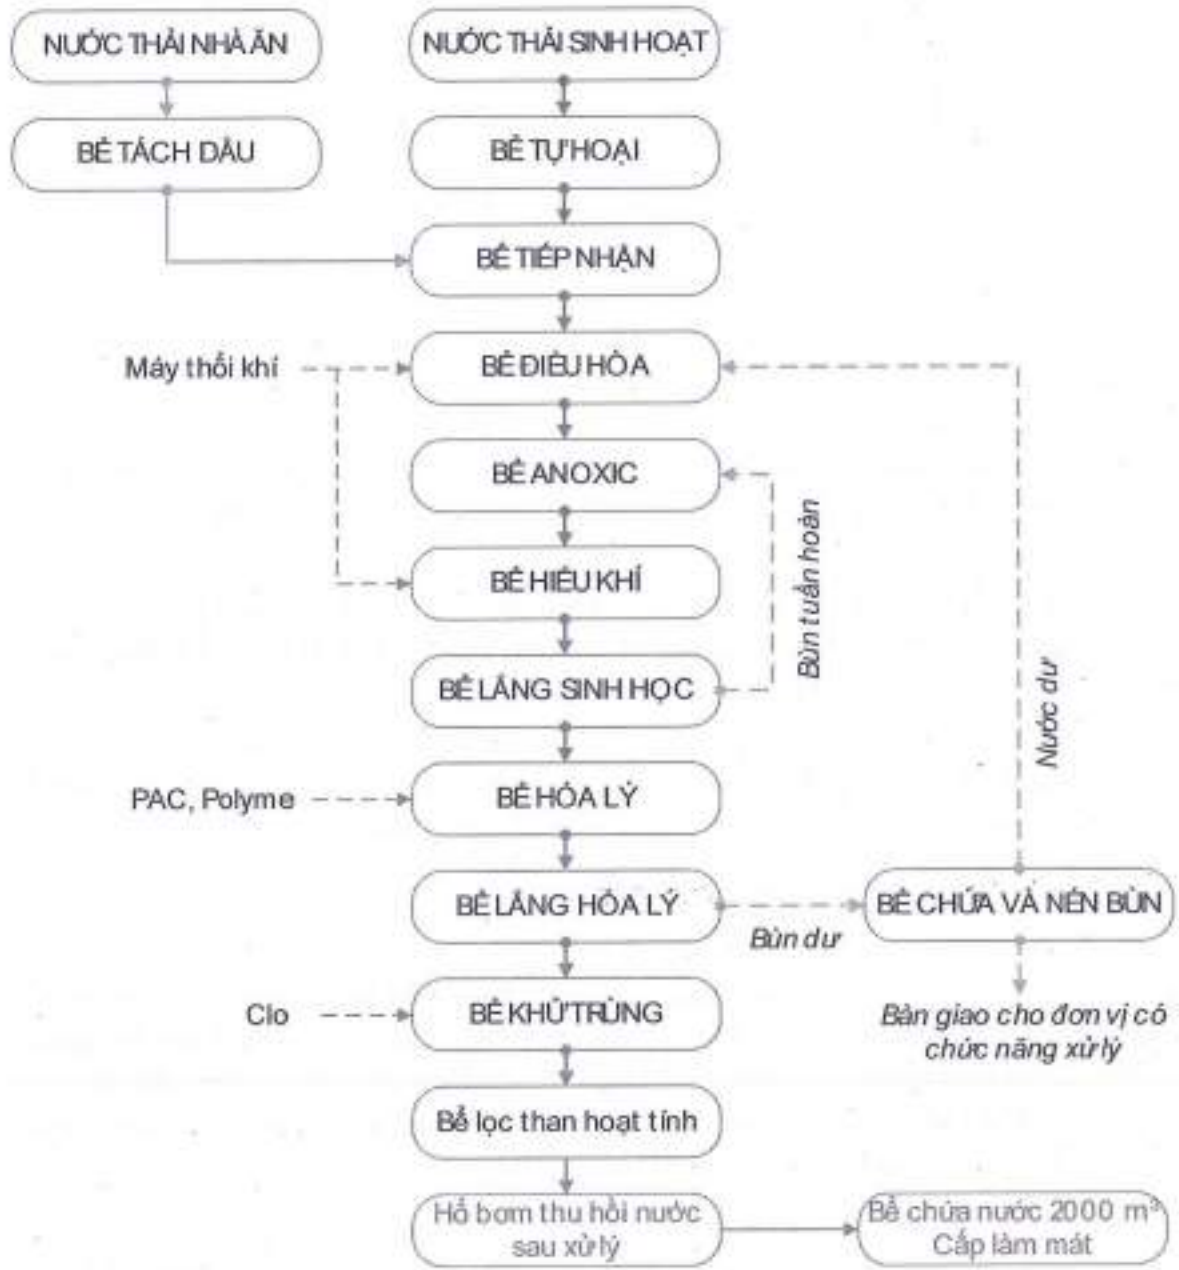 NƯỚC THẢI NHÀ ĂN
NƯỚC THẢI SINH HOẠT
BỂ TÁCH DẦU
BỂ TỰ HOẠI
BỂ TIẾP NHẬN
Máy thổi khí
BỂ ĐIỀU HÒA
BỂ ANOXIC
BỂ HIẾU KHÍ
Bùn tuần hoàn
BỂ LẮNG SINH HỌC
Nước dư
PAC, Polyme
BỂ HÓA LÝ
BỂ LẮNG HÓA LÝ
Bùn dư
BỂ CHỨA VÀ NÉN BÙN
Clo
BỂ KHỬ TRÙNG
Bàn giao cho đơn vị có
chức năng xử lý
Bể lọc than hoạt tính
Hố bơm thu hồi nước
sau xử lý
Bể chứa nước 2000 m³
Cấp làm mát